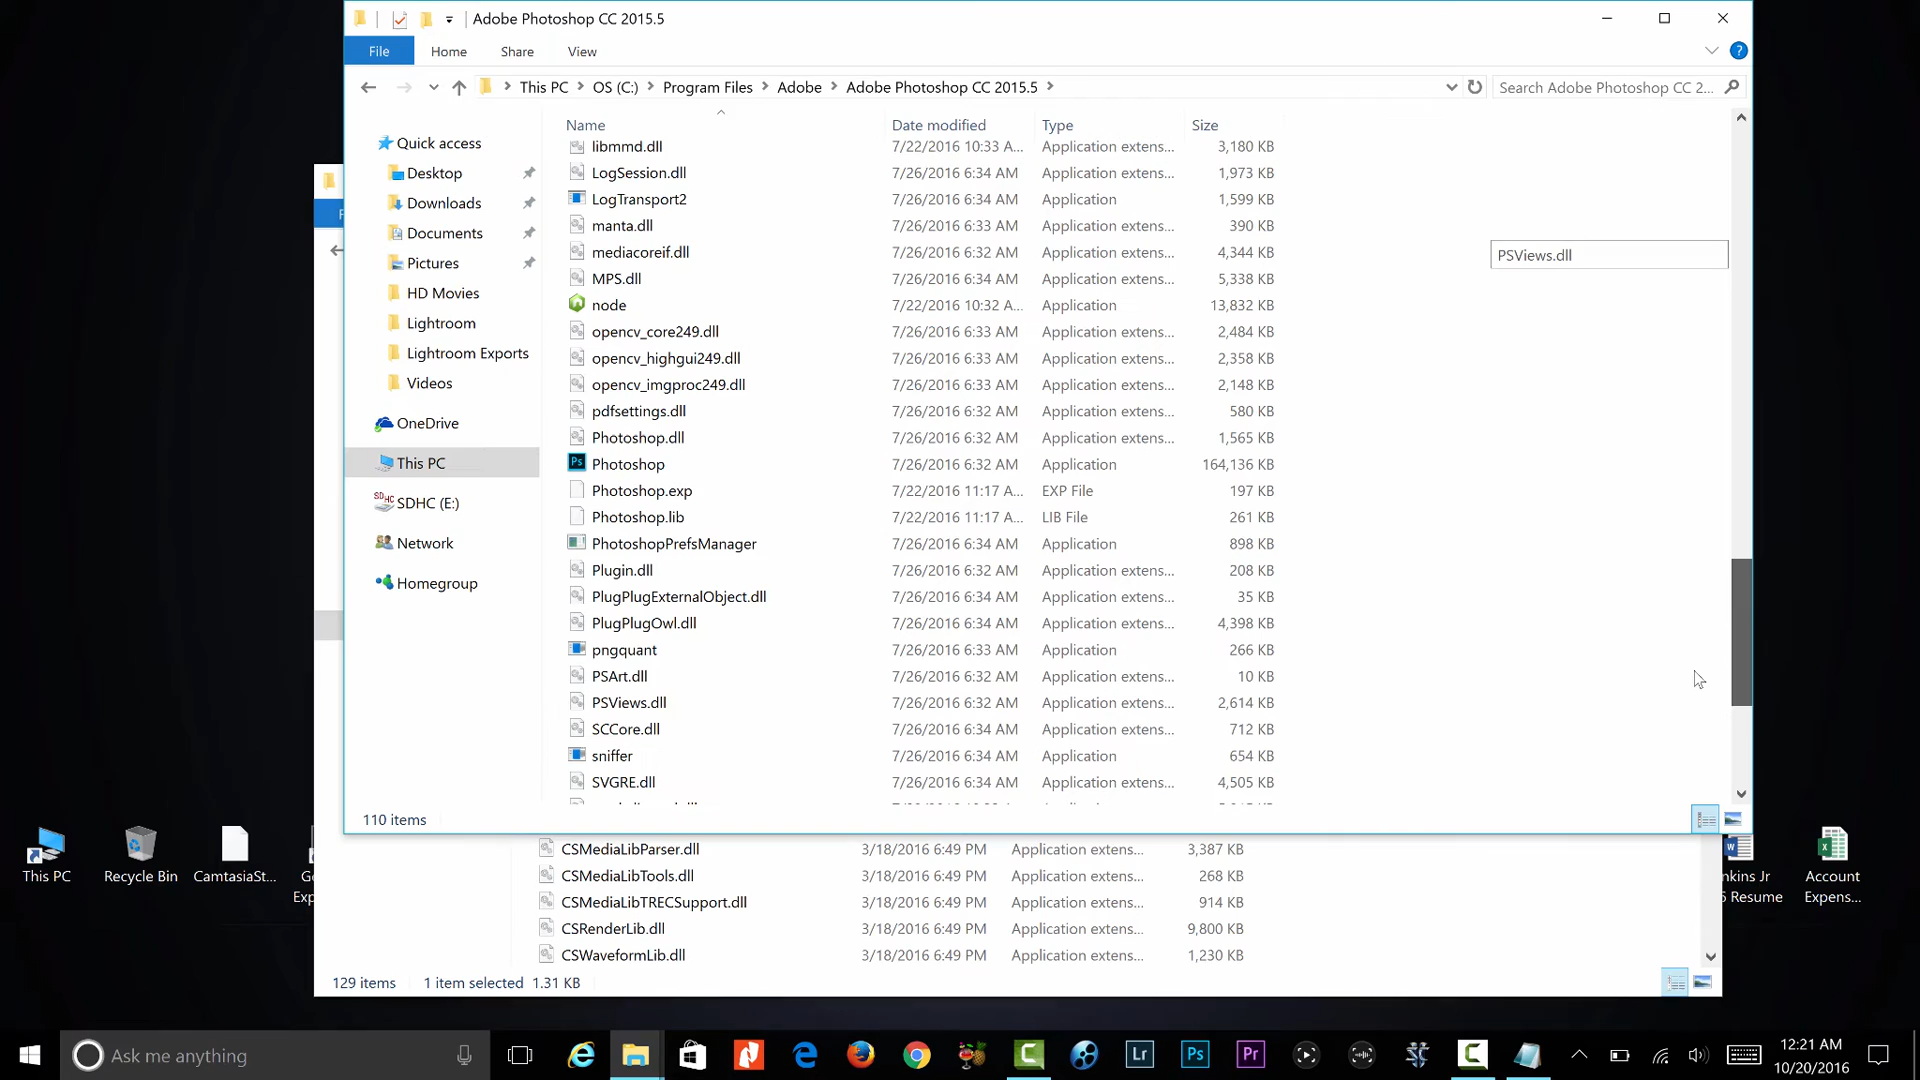 Adobe Photoshop CC 2015.5
File Home Share View
This PC OS (C:) Program Files Adobe Adobe Photoshop CC 2015.5 Search Adobe Photoshop CC 2...
Name Date modified Type Size
libmmd.dll 7/22/2016 10:33 A... Application extens... 3,180 KB
LogSession.dll 7/26/2016 6:34 AM Application extens... 1,973 KB
LogTransport2 7/26/2016 6:34 AM Application 1,599 KB
manta.dll 7/26/2016 6:33 AM Application extens... 390 KB
mediacoreif.dll 7/26/2016 6:32 AM Application extens... 4,344 KB
MPS.dll 7/26/2016 6:34 AM Application extens... 5,338 KB
node 7/22/2016 10:32 A... Application 13,832 KB
opencv_core249.dll 7/26/2016 6:33 AM Application extens... 2,484 KB
opencv_highgui249.dll 7/26/2016 6:33 AM Application extens... 2,358 KB
opencv_imgproc249.dll 7/26/2016 6:33 AM Application extens... 2,148 KB
pdfsettings.dll 7/26/2016 6:32 AM Application extens... 580 KB
Photoshop.dll 7/26/2016 6:32 AM Application extens... 1,565 KB
Photoshop 7/26/2016 6:32 AM Application 164,136 KB
Photoshop.exp 7/22/2016 11:17 A... EXP File 197 KB
Photoshop.lib 7/22/2016 11:17 A... LIB File 261 KB
PhotoshopPrefsManager 7/26/2016 6:34 AM Application 898 KB
Plugin.dll 7/26/2016 6:32 AM Application extens... 208 KB
PlugPlugExternalObject.dll 7/26/2016 6:34 AM Application extens... 35 KB
PlugPlugOwl.dll 7/26/2016 6:34 AM Application extens... 4,398 KB
pngquant 7/26/2016 6:33 AM Application 266 KB
PSArt.dll 7/26/2016 6:32 AM Application extens... 10 KB
PSViews.dll 7/26/2016 6:32 AM Application extens... 2,614 KB
SCCore.dll 7/26/2016 6:34 AM Application extens... 712 KB
sniffer 7/26/2016 6:34 AM Application 654 KB
SVGRE.dll 7/26/2016 6:34 AM Application extens... 4,505 KB
Quick access
Desktop
Downloads
Documents
Pictures
HD Movies
Lightroom
Lightroom Exports
Videos
OneDrive
This PC
SDHC (E:)
Network
Homegroup
PSViews.dll
110 items
CSMediaLibParser.dll 3/18/2016 6:49 PM Application extens... 3,387 KB
CSMediaLibTools.dll 3/18/2016 6:49 PM Application extens... 268 KB
CSMediaLibTRECSupport.dll 3/18/2016 6:49 PM Application extens... 914 KB
CSRenderLib.dll 3/18/2016 6:49 PM Application extens... 9,800 KB
CSWaveformLib.dll 3/18/2016 6:49 PM Application extens... 1,230 KB
129 items 1 item selected 1.31 KB
This PC
Recycle Bin
CamtasiaSt...
Account
Expens...
nkins Jr
Resume
Ask me anything
Lr Ps Pr
12:21 AM
10/20/2016